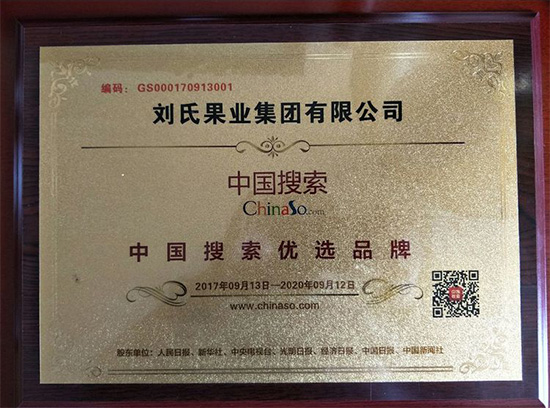 编码： GS000170913001
刘氏果业集团有限公司
中国搜索
ChinaSo.com
中国搜索优选品牌
2017年09月13日—2020年09月12日
www.chinaso.com
股东单位：人民日报、新华社、中央电视台、光明日报、经济日报、中国日报、中国新闻社